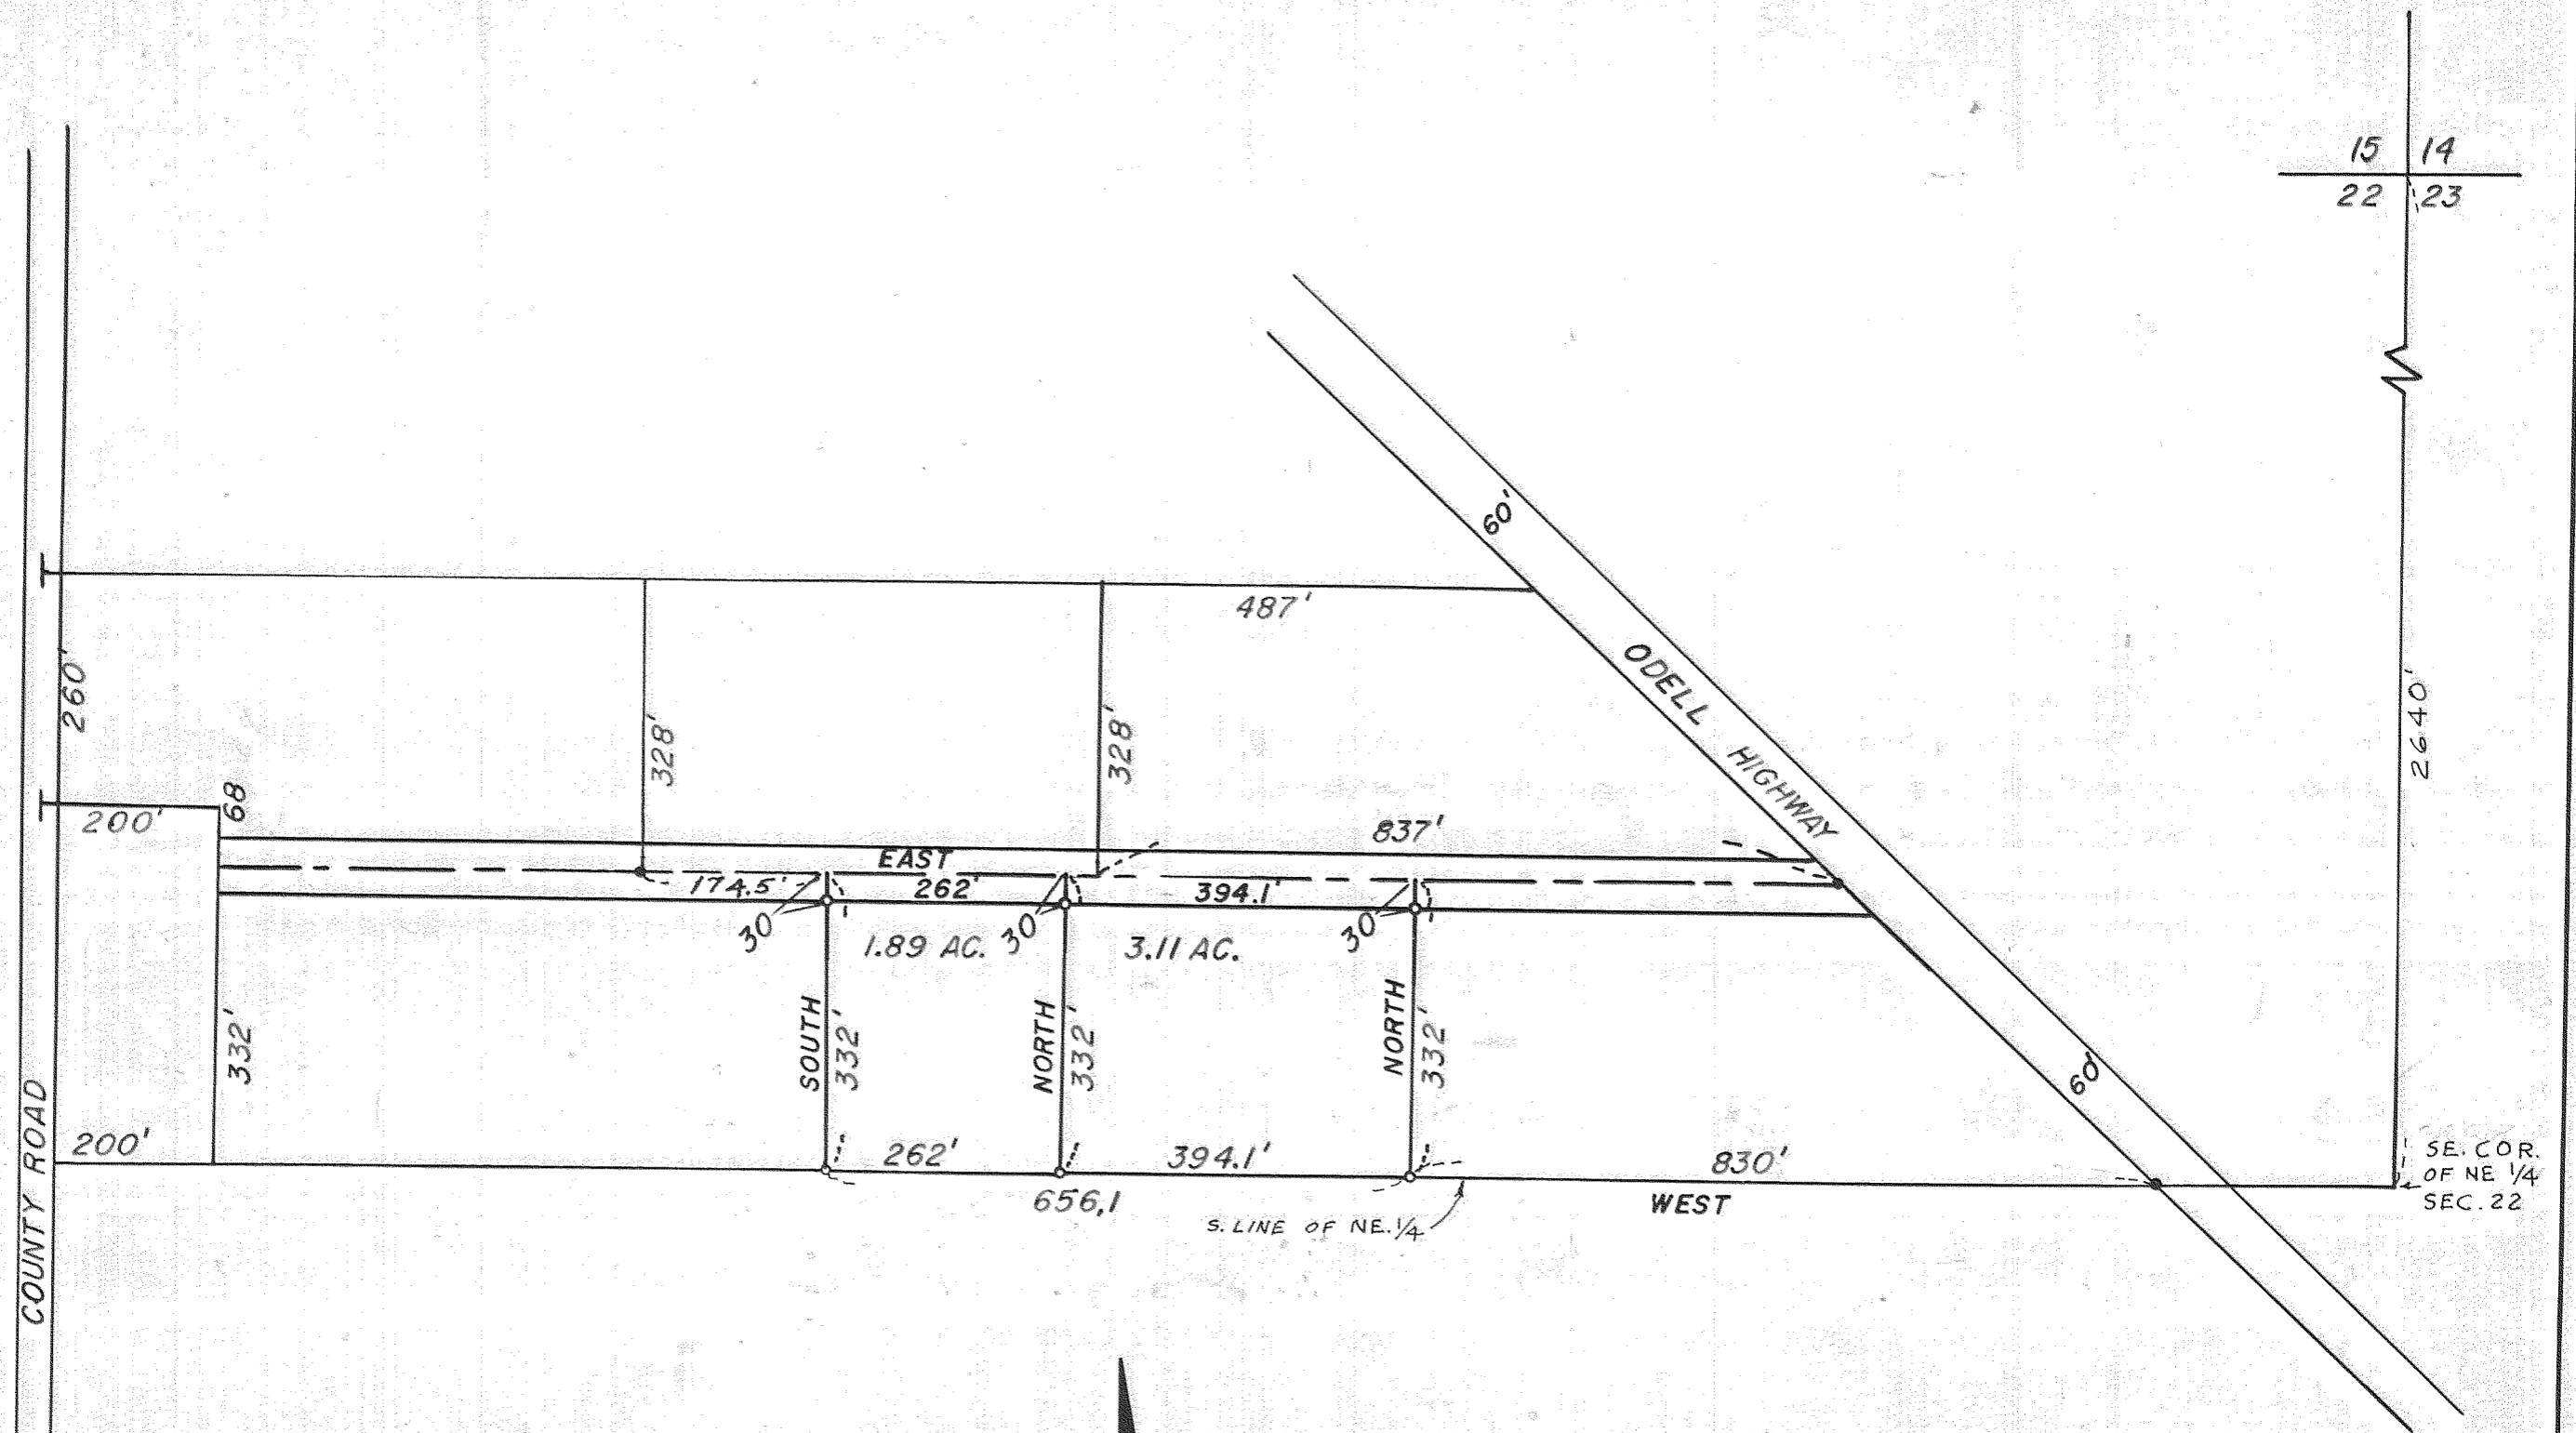 15 14
22 23
60'
487'
ODELL HIGHWAY
260'
328'
328'
2640'
68
200'
837'
EAST
174.5'
262'
394.1'
30
30
30
1.89 AC.
3.11 AC.
SOUTH
332'
NORTH
332'
NORTH
332'
332'
60'
COUNTY ROAD
200'
262'
394.1'
830'
SE. COR.
OF NE 1/4
SEC. 22
656.1
S. LINE OF NE. 1/4
WEST